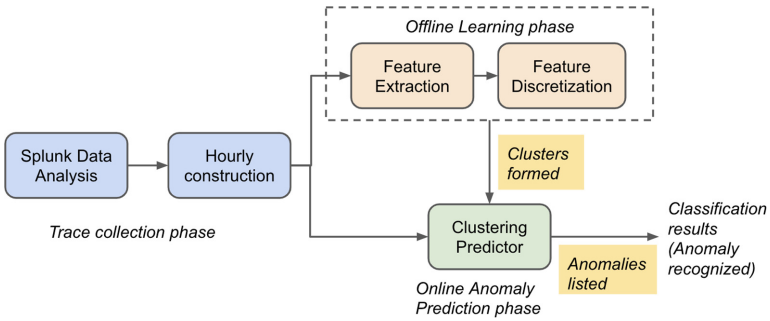 Offline Learning phase
Feature
Extraction
Feature
Discretization
Splunk Data
Analysis
Hourly
construction
Trace collection phase
Clusters
formed
Clustering
Predictor
Online Anomaly
Prediction phase
Anomalies
listed
Classification
results
(Anomaly
recognized)